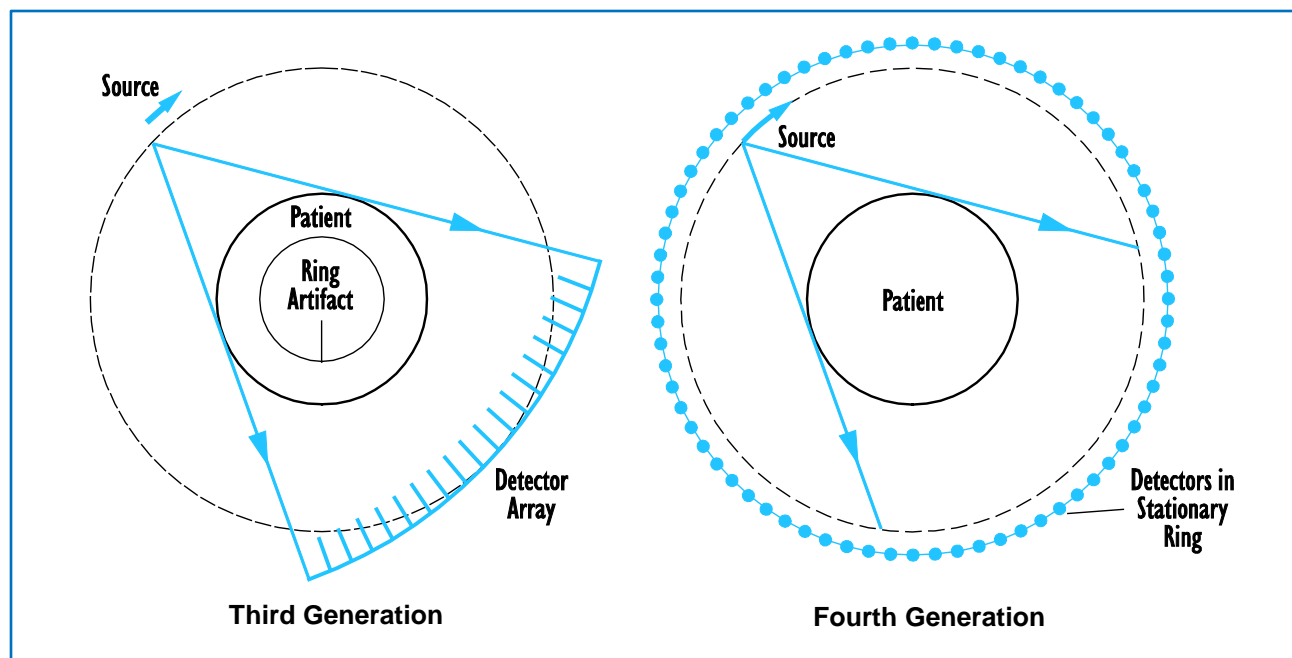 Source
Patient
Ring
Artifact
Detector
Array
Third Generation
Source
Patient
Detectors in
Stationary
Ring
Fourth Generation